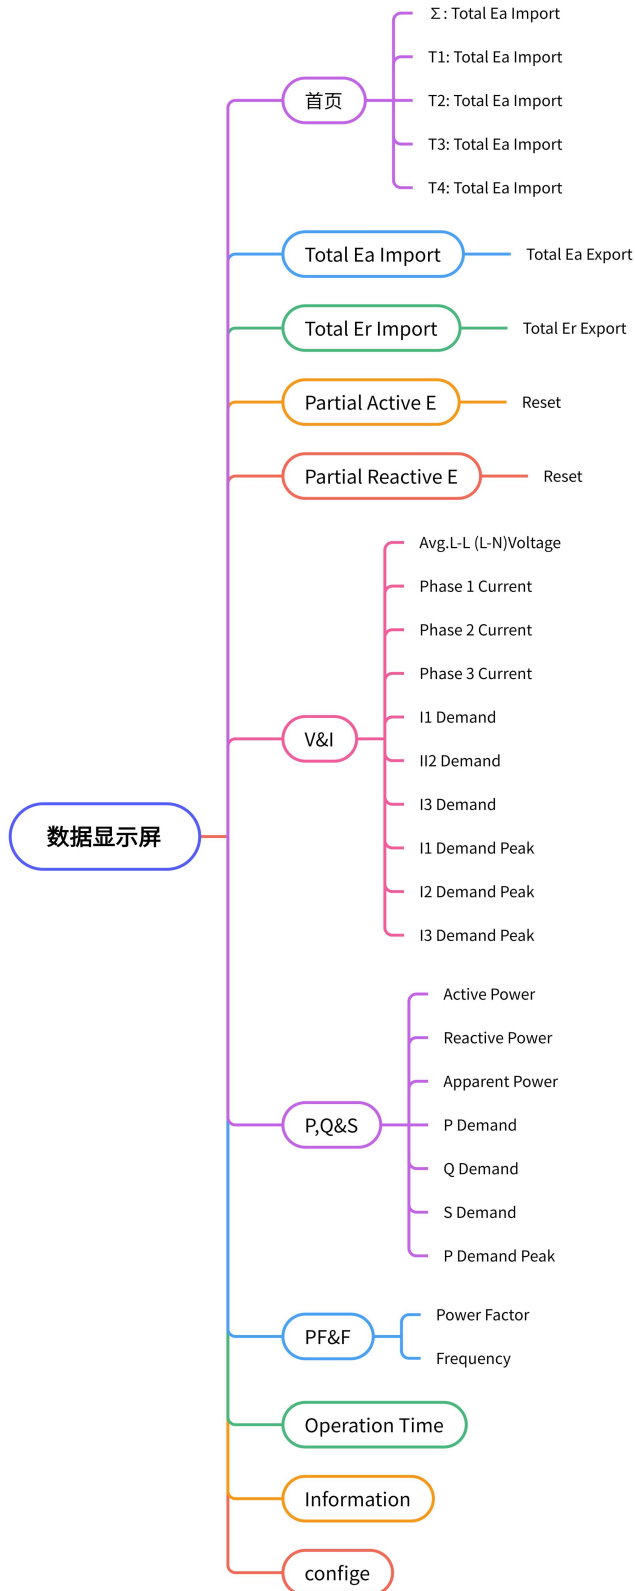 数据显示屏
首页
Σ: Total Ea Import
T1: Total Ea Import
T2: Total Ea Import
T3: Total Ea Import
T4: Total Ea Import
Total Ea Import
Total Ea Export
Total Er Import
Total Er Export
Partial Active E
Reset
Partial Reactive E
Reset
V&I
Avg.L-L (L-N)Voltage
Phase 1 Current
Phase 2 Current
Phase 3 Current
I1 Demand
II2 Demand
I3 Demand
I1 Demand Peak
I2 Demand Peak
I3 Demand Peak
P,Q&S
Active Power
Reactive Power
Apparent Power
P Demand
Q Demand
S Demand
P Demand Peak
PF&F
Power Factor
Frequency
Operation Time
Information
confige